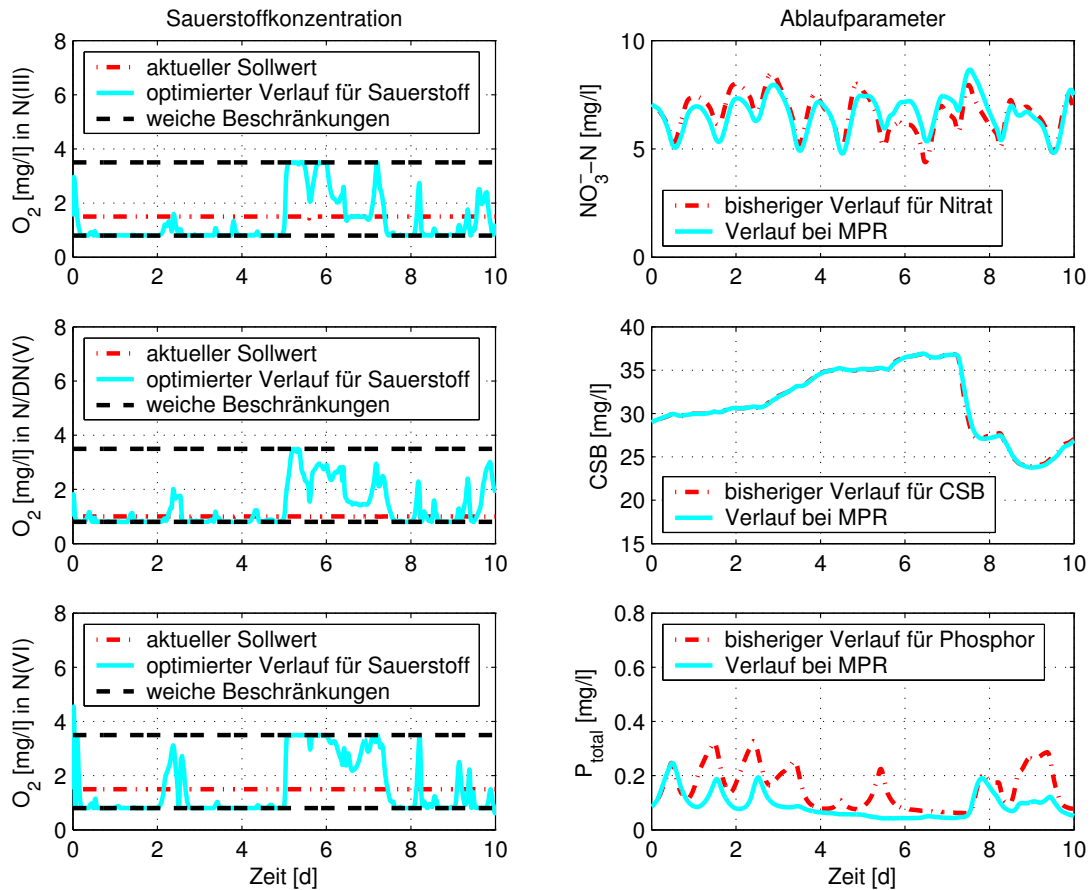 Sauerstoffkonzentration
8
6
4
2
0
0 2 4 6 8 10
O2 [mg/l] in N(III)
aktueller Sollwert
optimierter Verlauf für Sauerstoff
weiche Beschränkungen
Ablaufparameter
10
5
0
0 2 4 6 8 10
NO3−−N [mg/l]
bisheriger Verlauf für Nitrat
Verlauf bei MPR
8
6
4
2
0
0 2 4 6 8 10
O2 [mg/l] in N/DN(V)
aktueller Sollwert
optimierter Verlauf für Sauerstoff
weiche Beschränkungen
40
35
30
25
20
15
0 2 4 6 8 10
CSB [mg/l]
bisheriger Verlauf für CSB
Verlauf bei MPR
8
6
4
2
0
0 2 4 6 8 10
O2 [mg/l] in N(VI)
Zeit [d]
aktueller Sollwert
optimierter Verlauf für Sauerstoff
weiche Beschränkungen
0.8
0.6
0.4
0.2
0
0 2 4 6 8 10
Ptotal [mg/l]
Zeit [d]
bisheriger Verlauf für Phosphor
Verlauf bei MPR